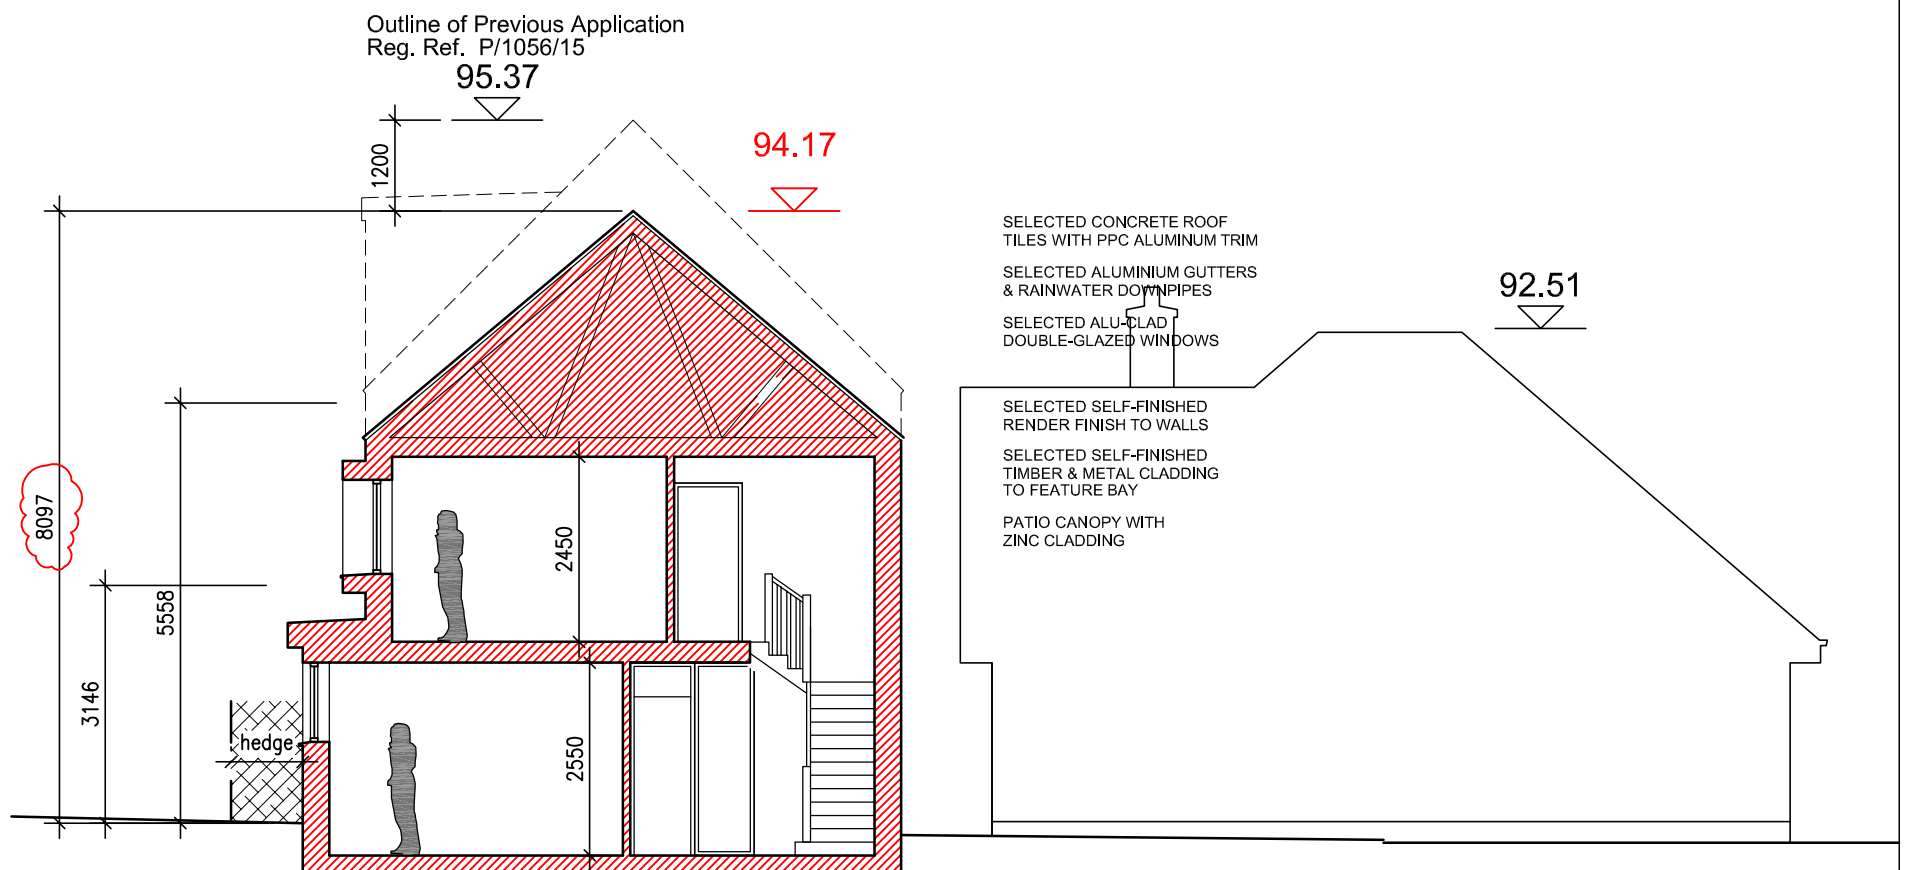 Outline of Previous Application
Reg. Ref. P/1056/15
95.37
94.17
1200
SELECTED CONCRETE ROOF
TILES WITH PPC ALUMINUM TRIM
SELECTED ALUMINIUM GUTTERS
& RAINWATER DOWNPIPES
SELECTED ALU-CLAD
DOUBLE-GLAZED WINDOWS
92.51
SELECTED SELF-FINISHED
RENDER FINISH TO WALLS
SELECTED SELF-FINISHED
TIMBER & METAL CLADDING
TO FEATURE BAY
PATIO CANOPY WITH
ZINC CLADDING
8097
5558
3146
2450
hedge
2550